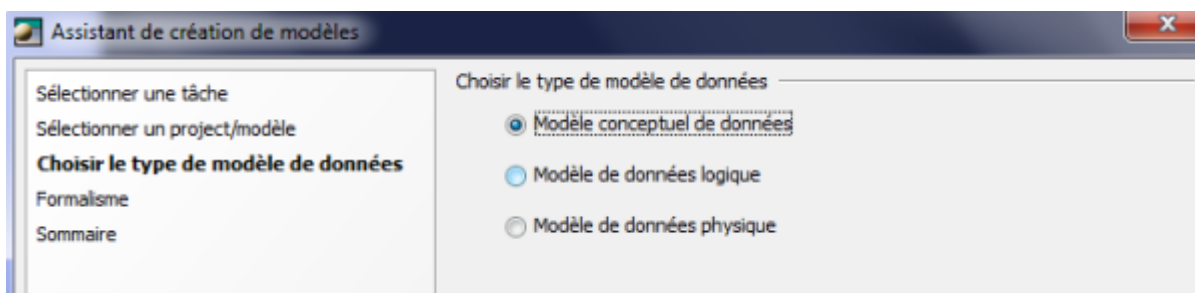 Assistant de création de modèles
Sélectionner une tâche
Sélectionner un project/modèle
Choisir le type de modèle de données
Formalisme
Sommaire
Choisir le type de modèle de données
Modèle conceptuel de données
Modèle de données logique
Modèle de données physique